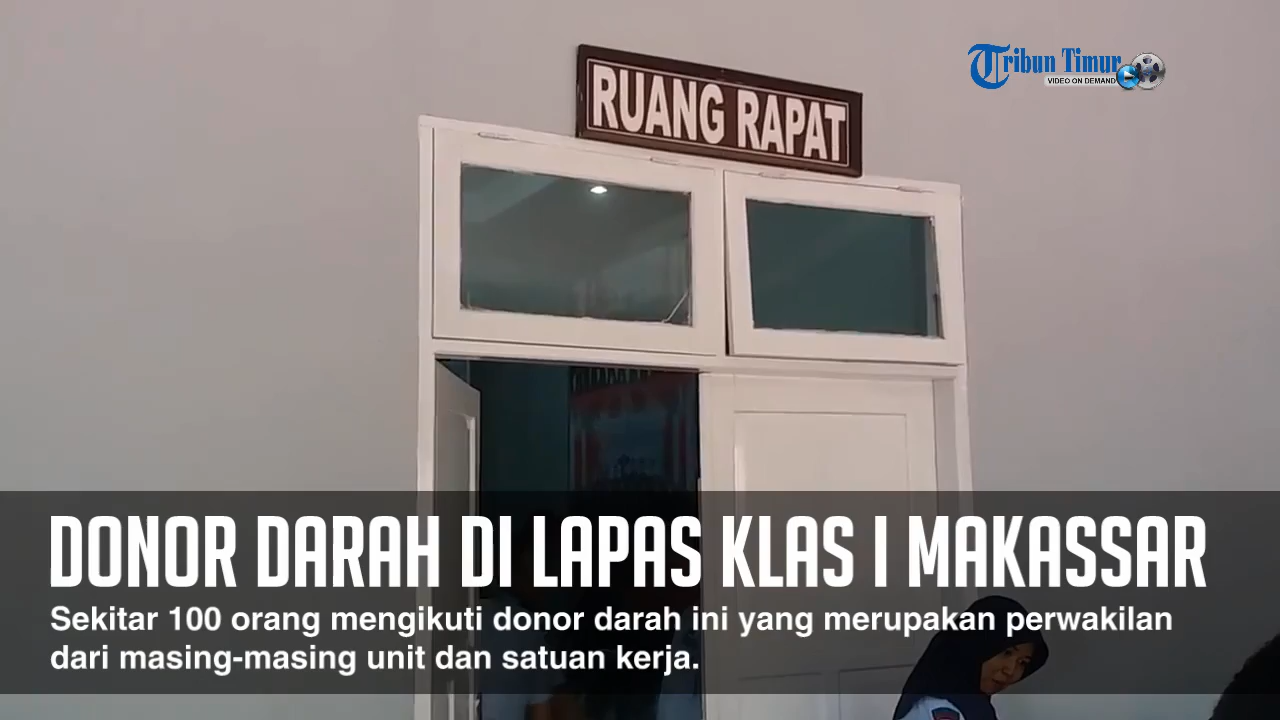 Tribun Timur
VIDEO ON DEMAND
RUANG RAPAT
DONOR DARAH DI LAPAS KLAS I MAKASSAR
Sekitar 100 orang mengikuti donor darah ini yang merupakan perwakilan
dari masing-masing unit dan satuan kerja.